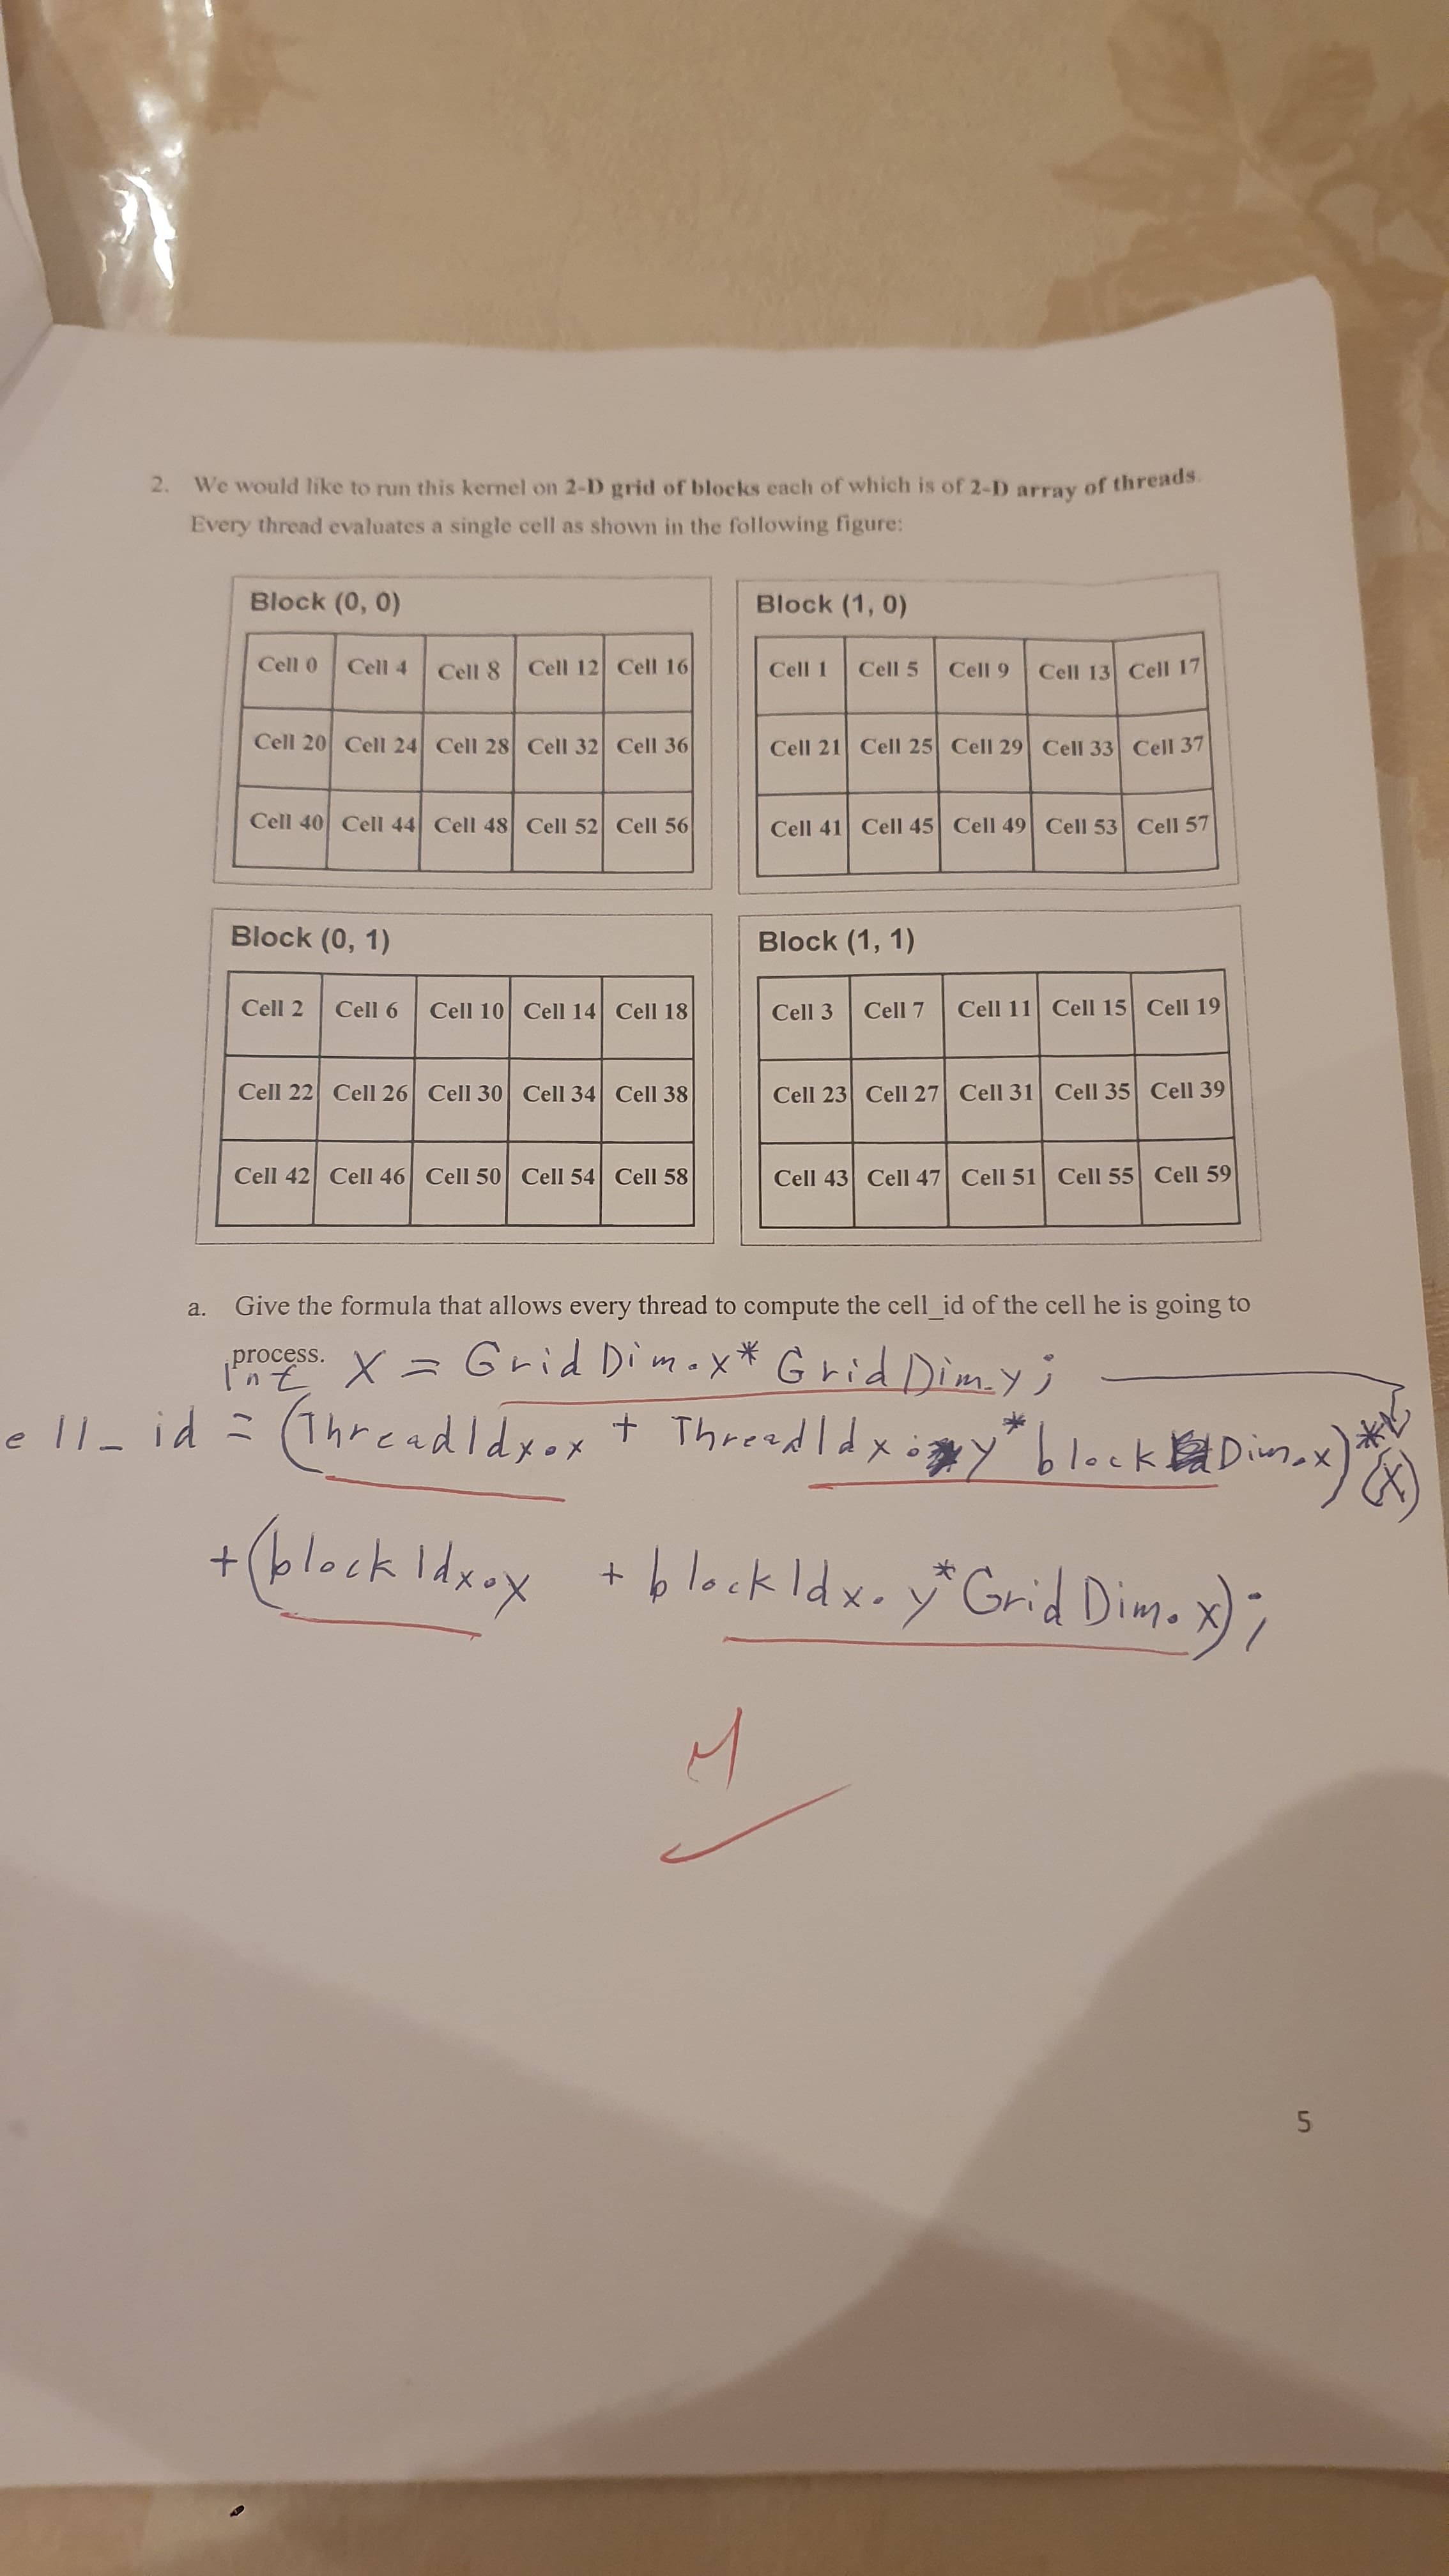 2. We would like to run this kernel on 2-D grid of blocks each of which is of 2-D array of threads.
Every thread evaluates a single cell as shown in the following figure:
Block (0, 0)
Cell 0 Cell 4 Cell 8 Cell 12 Cell 16
Cell 20 Cell 24 Cell 28 Cell 32 Cell 36
Cell 40 Cell 44 Cell 48 Cell 52 Cell 56
Block (1, 0)
Cell 1 Cell 5 Cell 9 Cell 13 Cell 17
Cell 21 Cell 25 Cell 29 Cell 33 Cell 37
Cell 41 Cell 45 Cell 49 Cell 53 Cell 57
Block (0, 1)
Cell 2 Cell 6 Cell 10 Cell 14 Cell 18
Cell 22 Cell 26 Cell 30 Cell 34 Cell 38
Cell 42 Cell 46 Cell 50 Cell 54 Cell 58
Block (1, 1)
Cell 3 Cell 7 Cell 11 Cell 15 Cell 19
Cell 23 Cell 27 Cell 31 Cell 35 Cell 39
Cell 43 Cell 47 Cell 51 Cell 55 Cell 59
a. Give the formula that allows every thread to compute the cell_id of the cell he is going to
process.
int X = GridDim.x* GridDim.y;
ell_id = (ThreadIdx.x + ThreadIdx.y* blockDim.x)*(X)
+(blockIdx.x + blockIdx.y*GridDim.x);
5